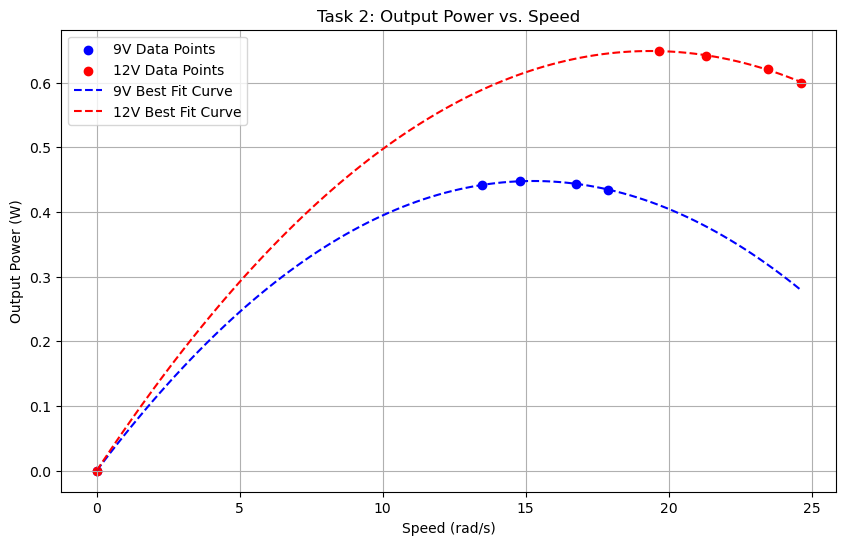 Task 2: Output Power vs. Speed
9V Data Points
12V Data Points
9V Best Fit Curve
12V Best Fit Curve
Output Power (W)
0.6
0.5
0.4
0.3
0.2
0.1
0.0
0 5 10 15 20 25
Speed (rad/s)